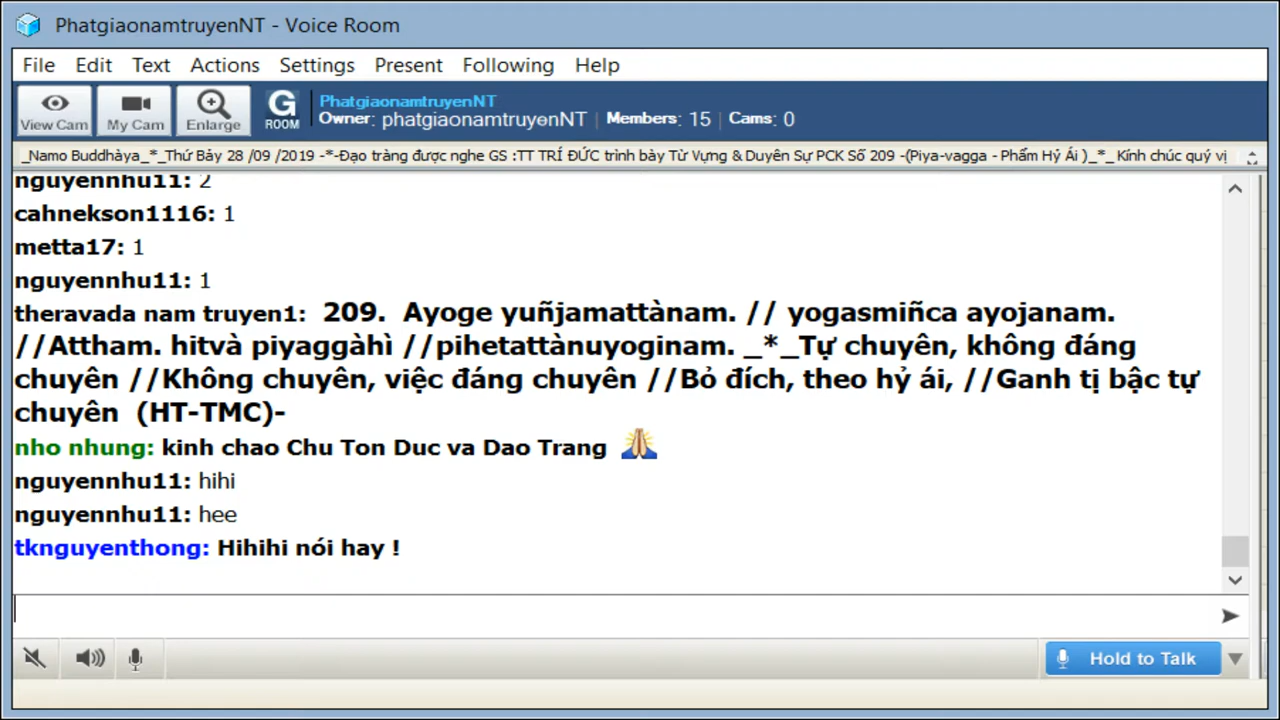 PhatgiaonamtruyenNT - Voice Room
File Edit Text Actions Settings Present Following Help
View Cam My Cam Enlarge G ROOM
PhatgiaonamtruyenNT
Owner: phatgiaonamtruyenNT | Members: 15 | Cams: 0
_Namo Buddhàya_*_Thứ Bảy 28 /09 /2019 -*-Đạo tràng được nghe GS :TT TRÍ ĐỨC trình bày Từ Vựng & Duyên Sự PCK Số 209 -(Piya-vagga - Phẩm Hỷ Ái )_*_ Kính chúc quý vị
nguyennhu11: 2
cahnekson1116: 1
metta17: 1
nguyennhu11: 1
theravada nam truyen1: 209. Ayoge yuñjamattànam. // yogasmiñca ayojanam.
//Attham. hitvà piyaggàhì //pihetattànuyoginam. _*_Tự chuyên, không đáng
chuyên //Không chuyên, việc đáng chuyên //Bỏ đích, theo hỷ ái, //Ganh tị bậc tự
chuyên (HT-TMC)-
nho nhung: kinh chao Chu Ton Duc va Dao Trang 🙏
nguyennhu11: hihi
nguyennhu11: hee
tknguyenthong: Hihihi nói hay !
Hold to Talk